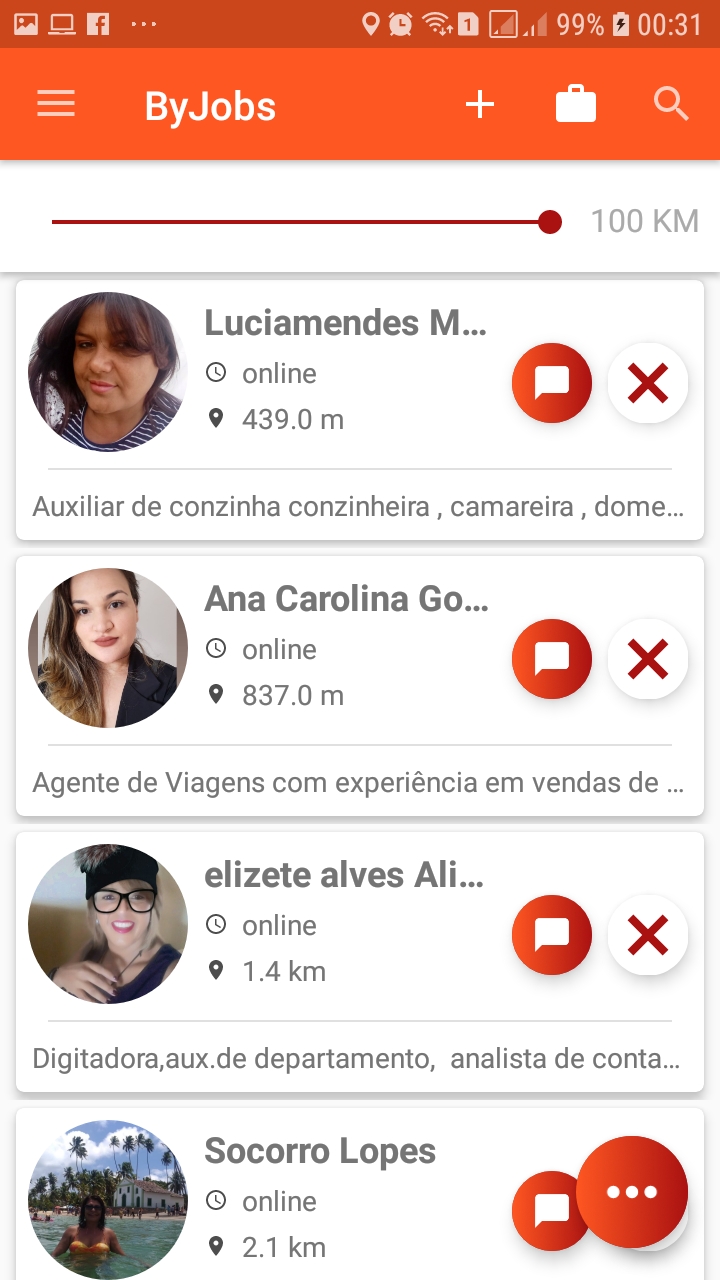 99% 00:31
ByJobs
100 KM
Luciamendes M...
online
439.0 m
Auxiliar de conzinha conzinheira , camareira , dome...
Ana Carolina Go...
online
837.0 m
Agente de Viagens com experiência em vendas de ...
elizete alves Ali...
online
1.4 km
Digitadora,aux.de departamento,  analista de conta...
Socorro Lopes
online
2.1 km